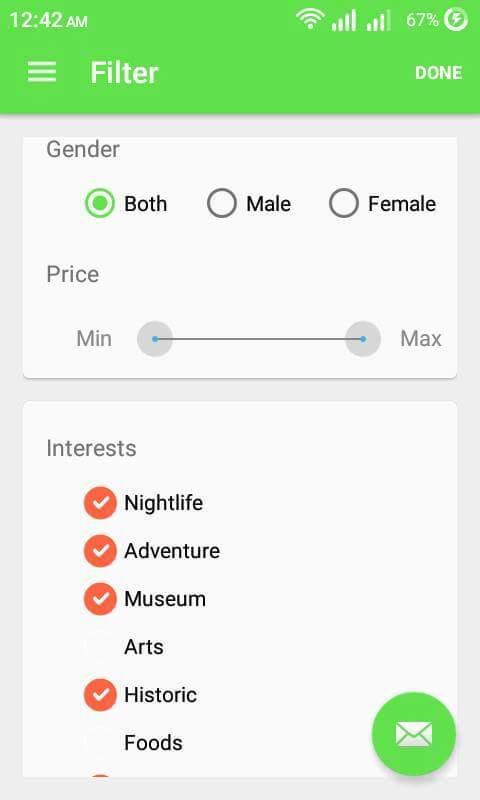 12:42 AM 67%
Filter DONE
Gender
Both Male Female
Price
Min Max
Interests
Nightlife
Adventure
Museum
Arts
Historic
Foods